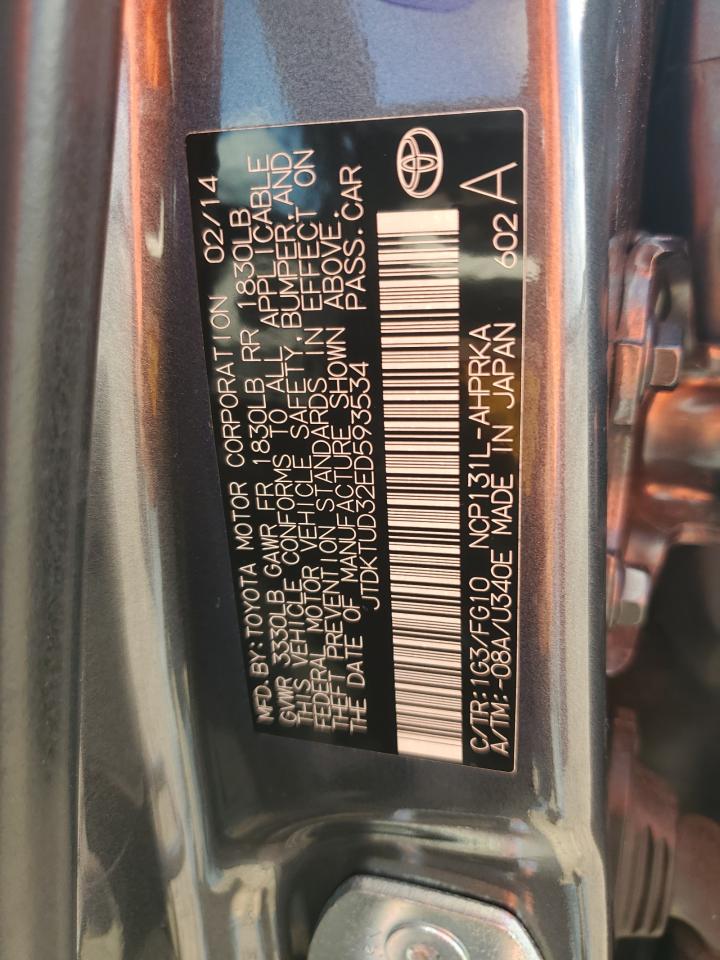 MFD. BY: TOYOTA MOTOR CORPORATION 02/14
GVWR 3330LB GAWR FR 1830LB RR 1830LB
THIS VEHICLE CONFORMS TO ALL APPLICABLE
FEDERAL MOTOR VEHICLE SAFETY, BUMPER, AND
THEFT PREVENTION STANDARDS IN EFFECT ON
THE DATE OF MANUFACTURE SHOWN ABOVE.
JTDKTUD32ED593534 PASS. CAR
C/TR: 1G3/FG10 NCP131L-AHPRKA 602 A
A/TM: -08A/U340E MADE IN JAPAN